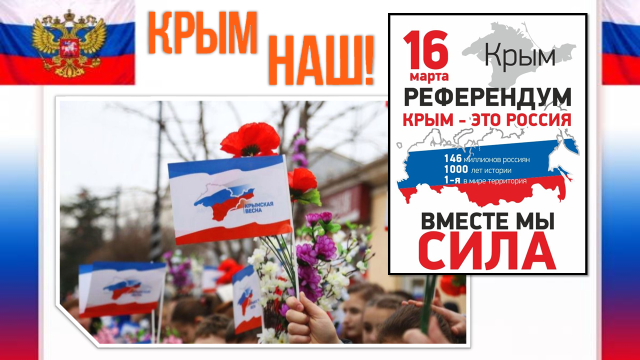 КРЫМ
НАШ!
16
марта
Крым
РЕФЕРЕНДУМ
КРЫМ - ЭТО РОССИЯ
146 миллионов россиян
1000 лет истории
1-я в мире территория
ВМЕСТЕ МЫ
СИЛА
КРЫМСКАЯ
ВЕСНА